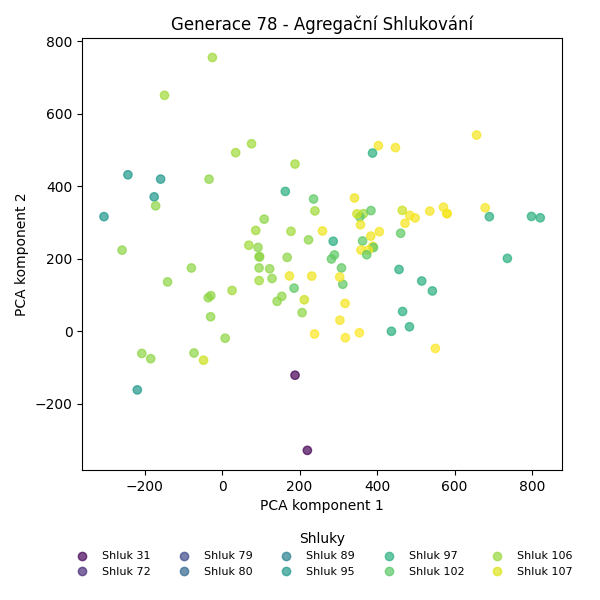 Generace 78 - Agregační Shlukování
PCA komponent 2
800
600
400
200
0
−200
−200 0 200 400 600 800
PCA komponent 1
Shluky
Shluk 31 Shluk 79 Shluk 89 Shluk 97 Shluk 106
Shluk 72 Shluk 80 Shluk 95 Shluk 102 Shluk 107